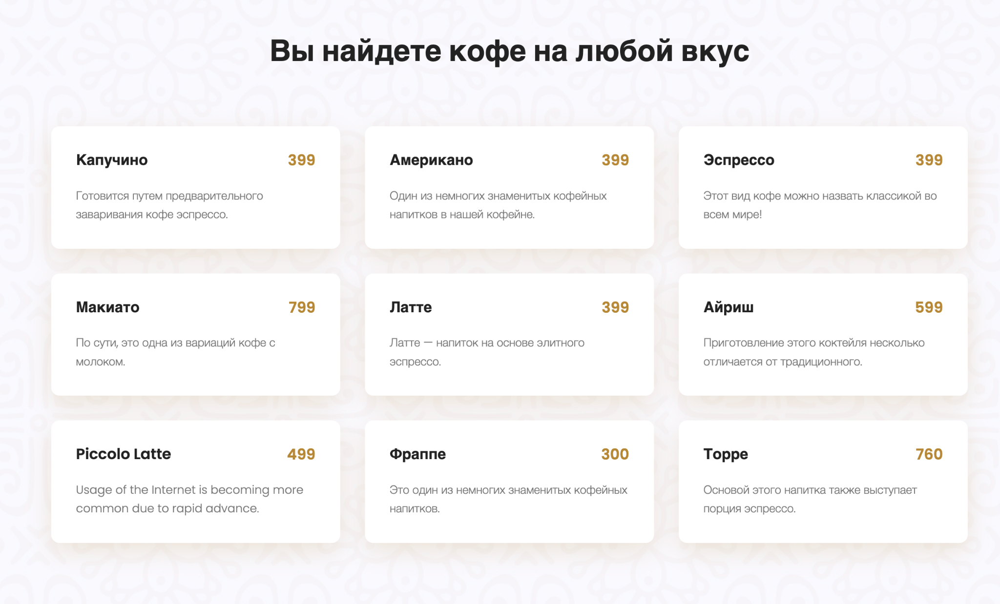 Вы найдете кофе на любой вкус
Капучино 399
Готовится путем предварительного
заваривания кофе эспрессо.
Американо 399
Один из немногих знаменитых кофейных
напитков в нашей кофейне.
Эспрессо 399
Этот вид кофе можно назвать классикой во
всем мире!
Макиато 799
По сути, это одна из вариаций кофе с
молоком.
Латте 399
Латте — напиток на основе элитного
эспрессо.
Айриш 599
Приготовление этого коктейля несколько
отличается от традиционного.
Piccolo Latte 499
Usage of the Internet is becoming more
common due to rapid advance.
Фраппе 300
Это один из немногих знаменитых кофейных
напитков.
Торре 760
Основой этого напитка также выступает
порция эспрессо.